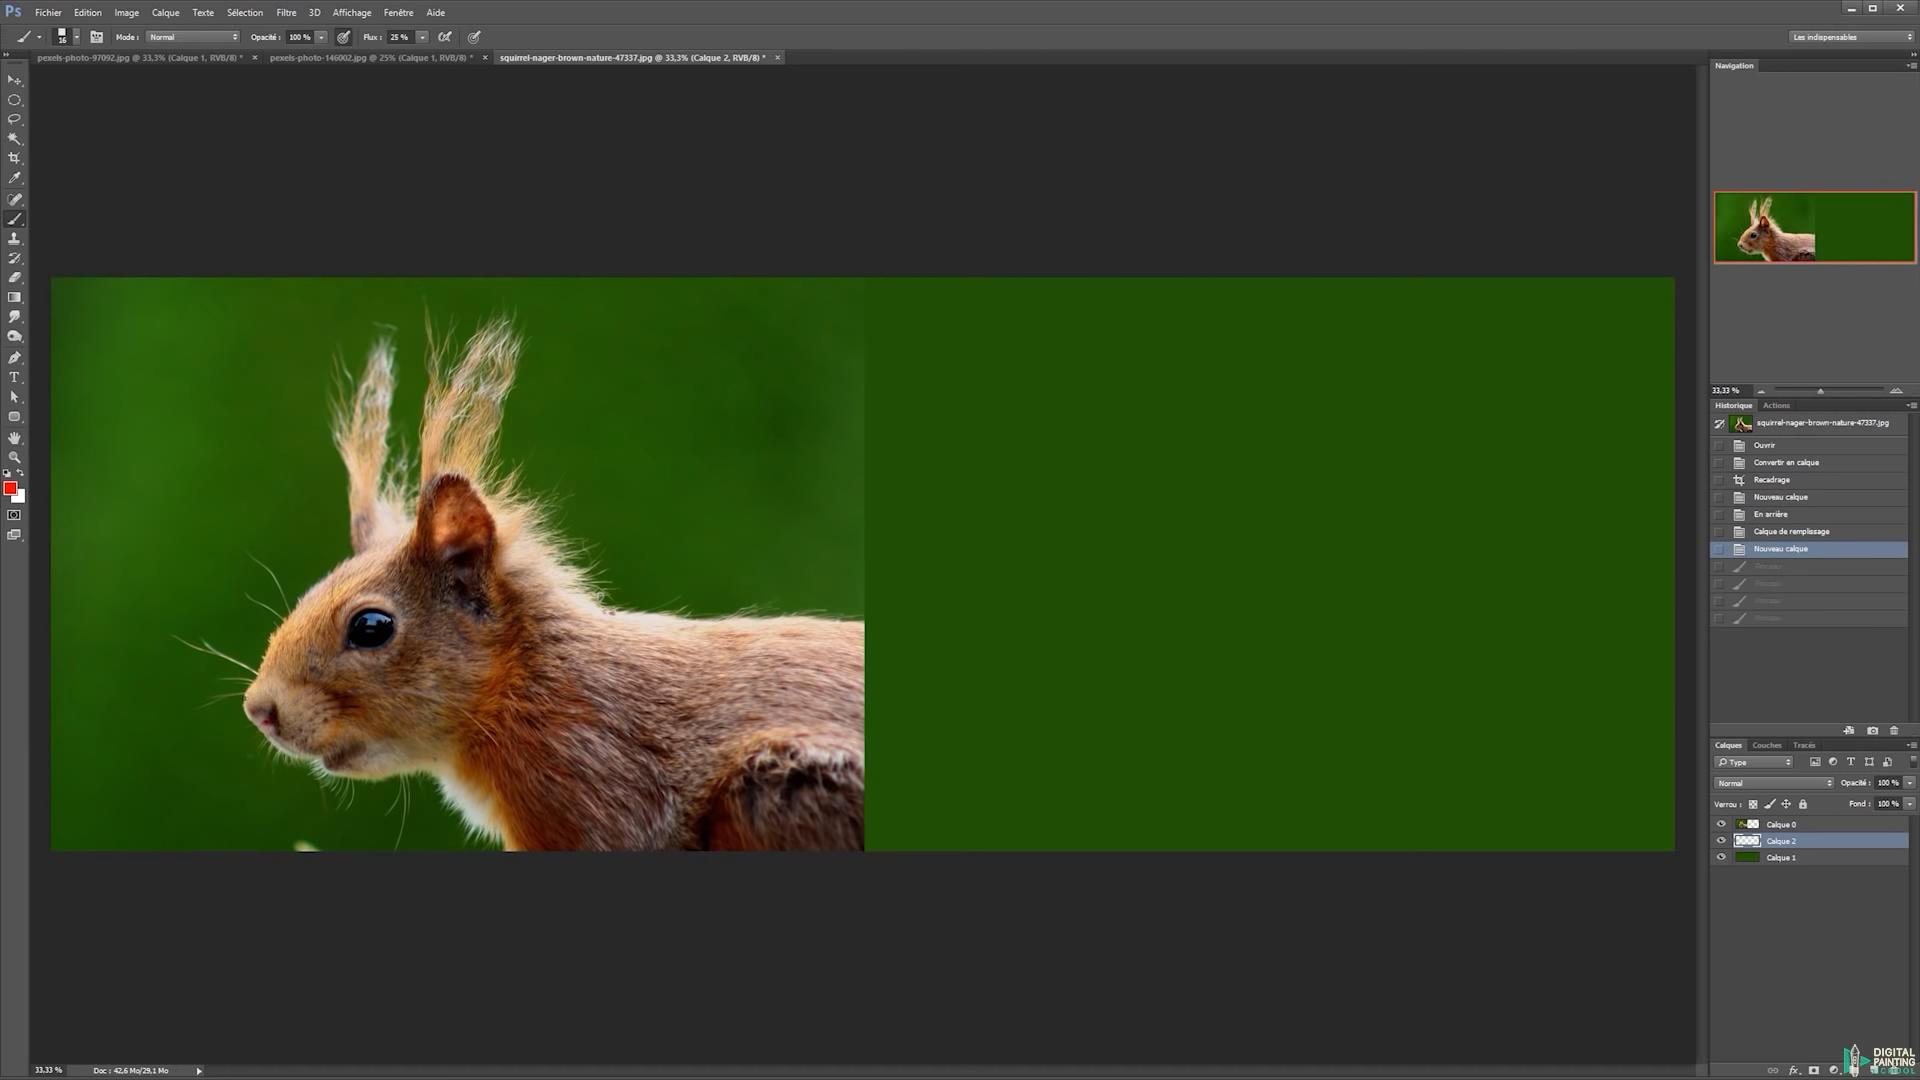 Ps Fichier Edition Image Calque Texte Sélection Filtre 3D Affichage Fenêtre Aide
16 Mode : Normal Opacité : 100 % Flux : 25 % Les indispensables
pexels-photo-97092.jpg @ 33,3% (Calque 1, RVB/8) * pexels-photo-146002.jpg @ 25% (Calque 1, RVB/8) * squirrel-nager-brown-nature-47337.jpg @ 33,3% (Calque 2, RVB/8) *
Navigation
33,33 %
Historique Actions
squirrel-nager-brown-nature-47337.jpg
Ouvrir
Convertir en calque
Recadrage
Nouveau calque
En arrière
Calque de remplissage
Nouveau calque
Calques Couches Tracés
Type
Normal Opacité : 100 %
Verrou : Fond : 100 %
Calque 0
Calque 2
Calque 1
33,33 % Doc : 42,6 Mo/29,1 Mo
DIGITAL
PAINTING
SCHOOL